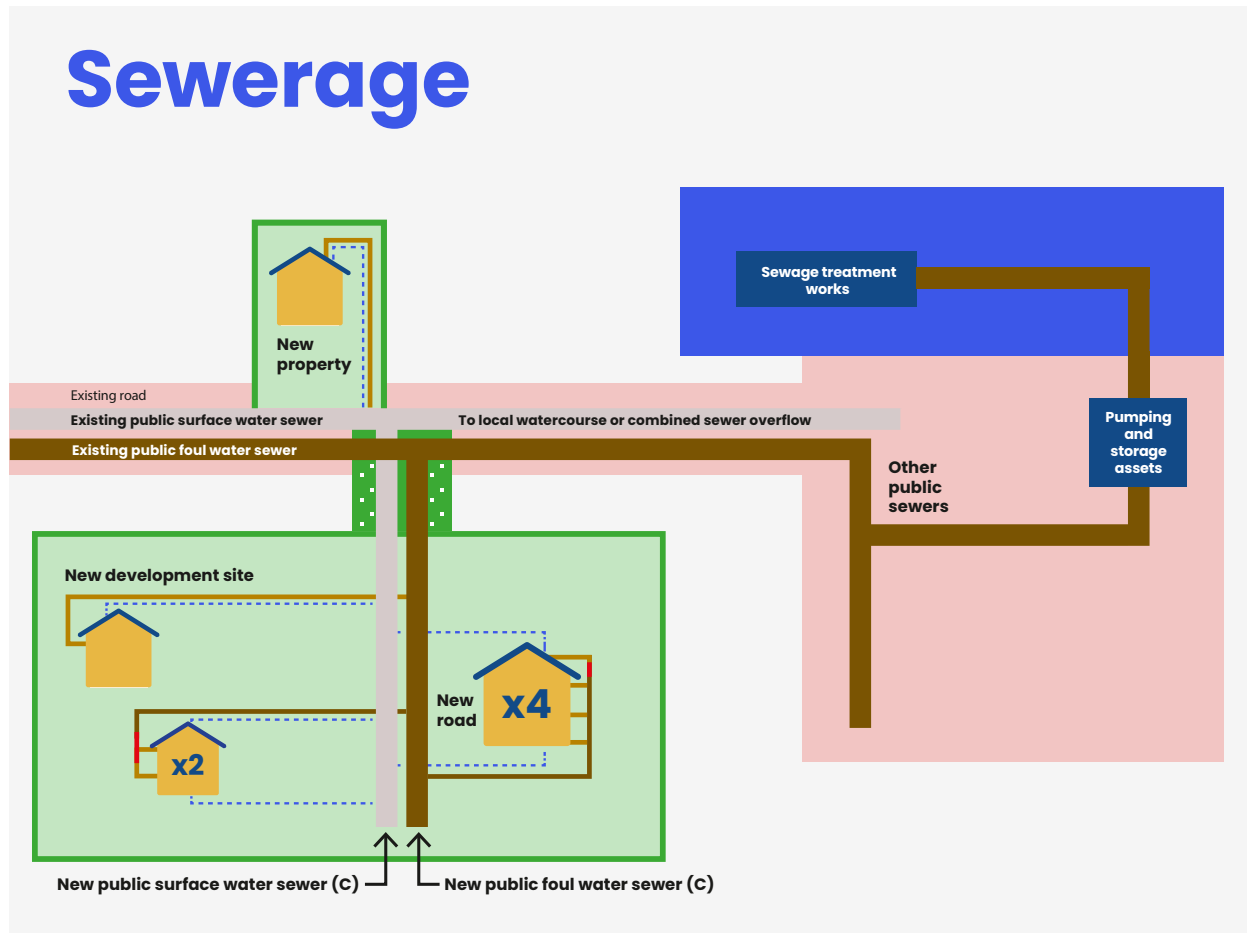 Sewerage
Sewage treatment
works
New
property
Existing road
Existing public surface water sewer
To local watercourse or combined sewer overflow
Pumping
and
storage
assets
Existing public foul water sewer
Other
public
sewers
New development site
New
road
x4
x2
New public surface water sewer (C)
New public foul water sewer (C)